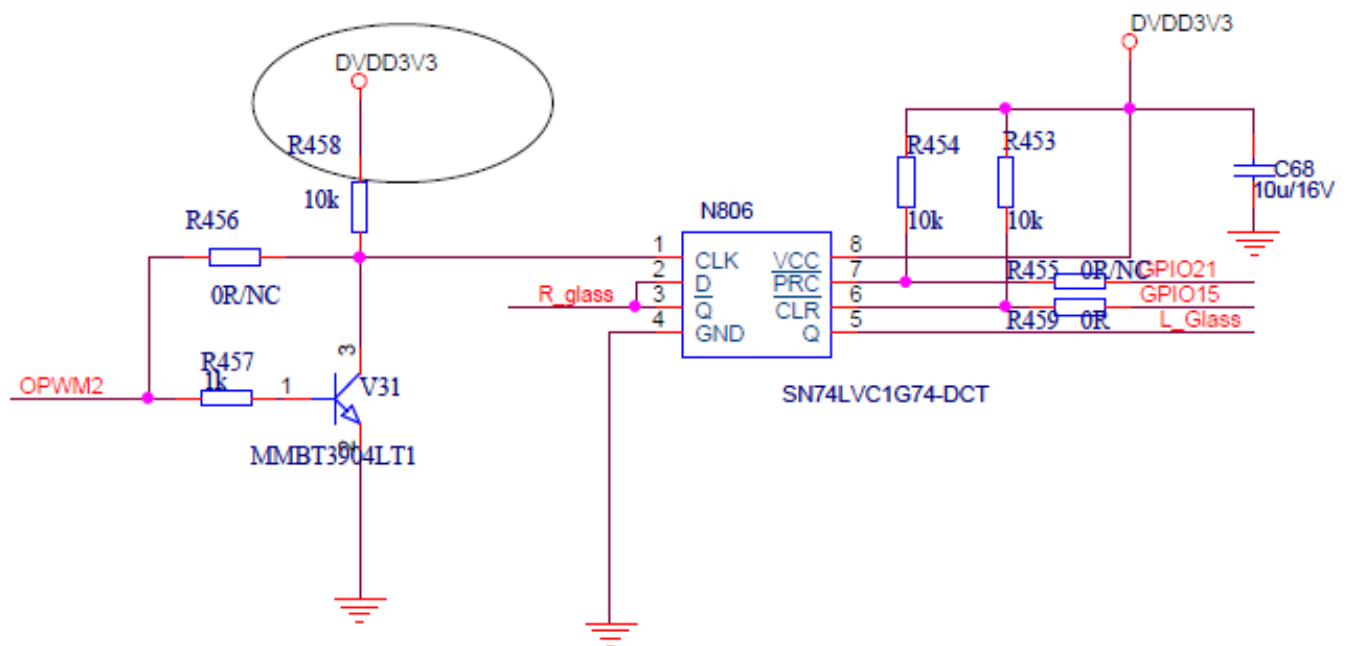 DVDD3V3
DVDD3V3
R458
R454
R453
C68
10u/16V
10k
R456
N806
10k
10k
1
CLK
VCC
8
0R/NC
2
D
PRC
7
R455
0R/NC
GPIO21
R_glass
3
Q
CLR
6
GPIO15
4
GND
Q
5
R459
0R
L_Glass
3
R457
1k
OPWM2
1
V31
SN74LVC1G74-DCT
2
MMBT3904LT1